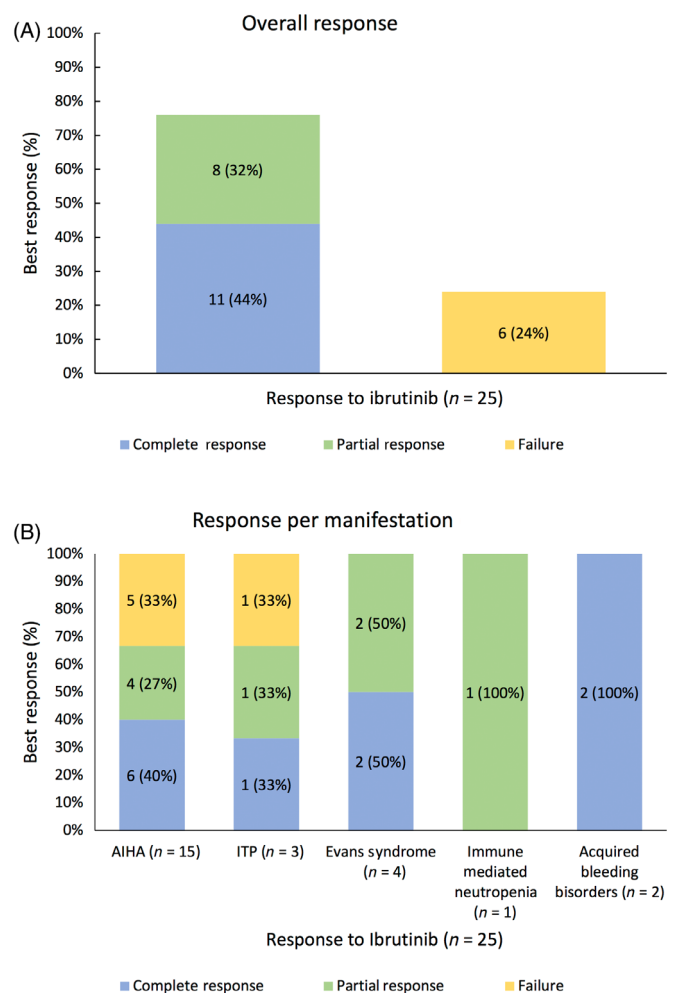 (A)
Overall response
Best response (%)
100%
90%
80%
70%
60%
50%
40%
30%
20%
10%
0%
8 (32%)
11 (44%)
6 (24%)
Response to ibrutinib (n = 25)
Complete response
Partial response
Failure
(B)
Response per manifestation
Best response (%)
100%
90%
80%
70%
60%
50%
40%
30%
20%
10%
0%
5 (33%)
4 (27%)
6 (40%)
1 (33%)
1 (33%)
1 (33%)
2 (50%)
2 (50%)
1 (100%)
2 (100%)
AIHA (n = 15)
ITP (n = 3)
Evans syndrome
(n = 4)
Immune
mediated
neutropenia
(n = 1)
Acquired
bleeding
bisorders (n = 2)
Response to Ibrutinib (n = 25)
Complete response
Partial response
Failure